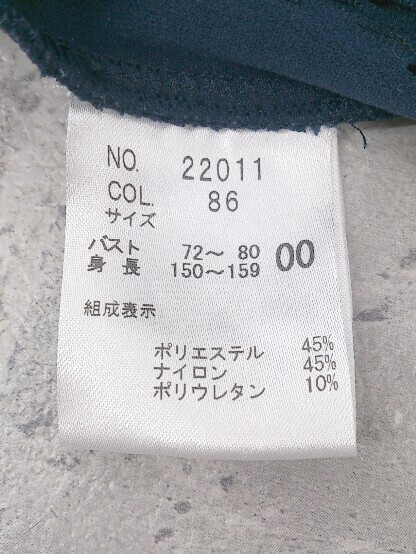 NO. 22011
COL. 86
サイズ
バスト 72〜 80 00
身 長 150〜159
組成表示
ポリエステル 45%
ナイロン 45%
ポリウレタン 10%